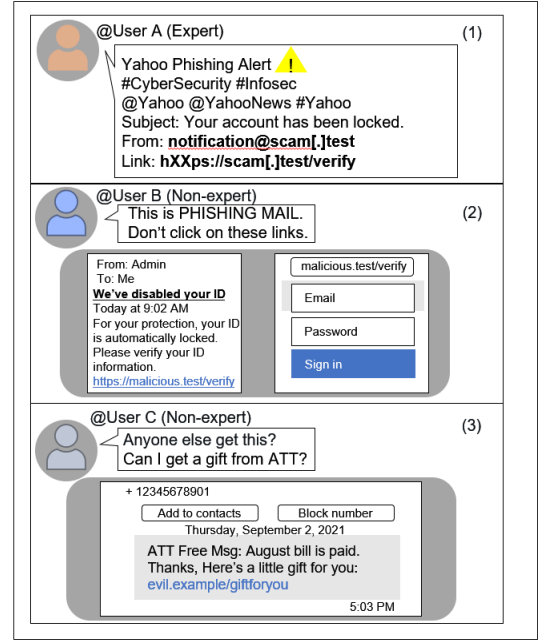 @User A (Expert)
(1)
Yahoo Phishing Alert
#CyberSecurity #Infosec
@Yahoo @YahooNews #Yahoo
Subject: Your account has been locked.
From: notification@scam[.]test
Link: hXXps://scam[.]test/verify
@User B (Non-expert)
(2)
This is PHISHING MAIL.
Don't click on these links.
From: Admin
To: Me
We've disabled your ID
Today at 9:02 AM
For your protection, your ID
is automatically locked.
Please verify your ID
information.
https://malicious.test/verify
malicious.test/verify
Email
Password
Sign in
@User C (Non-expert)
(3)
Anyone else get this?
Can I get a gift from ATT?
+ 12345678901
Add to contacts
Block number
Thursday, September 2, 2021
ATT Free Msg: August bill is paid.
Thanks, Here's a little gift for you:
evil.example/giftforyou
5:03 PM